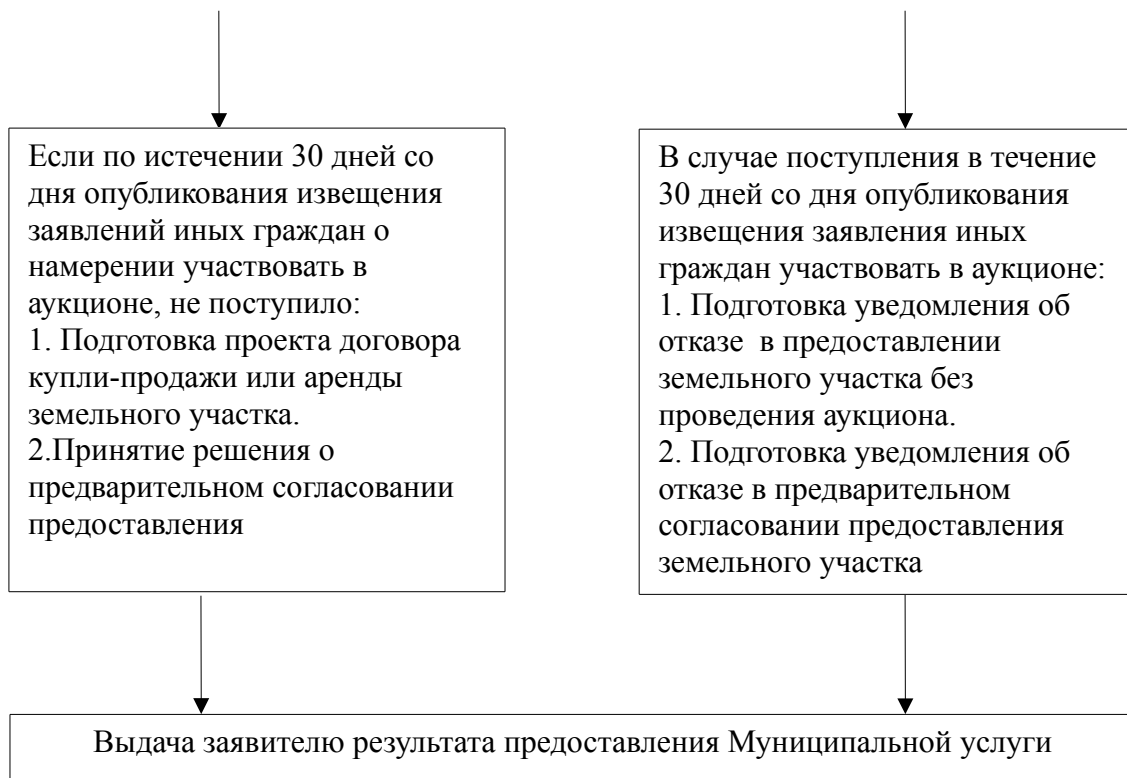 Если по истечении 30 дней со
дня опубликования извещения
заявлений иных граждан о
намерении участвовать в
аукционе, не поступило:
1. Подготовка проекта договора
купли-продажи или аренды
земельного участка.
2.Принятие решения о
предварительном согласовании
предоставления
В случае поступления в течение
30 дней со дня опубликования
извещения заявления иных
граждан участвовать в аукционе:
1. Подготовка уведомления об
отказе  в предоставлении
земельного участка без
проведения аукциона.
2. Подготовка уведомления об
отказе в предварительном
согласовании предоставления
земельного участка
Выдача заявителю результата предоставления Муниципальной услуги